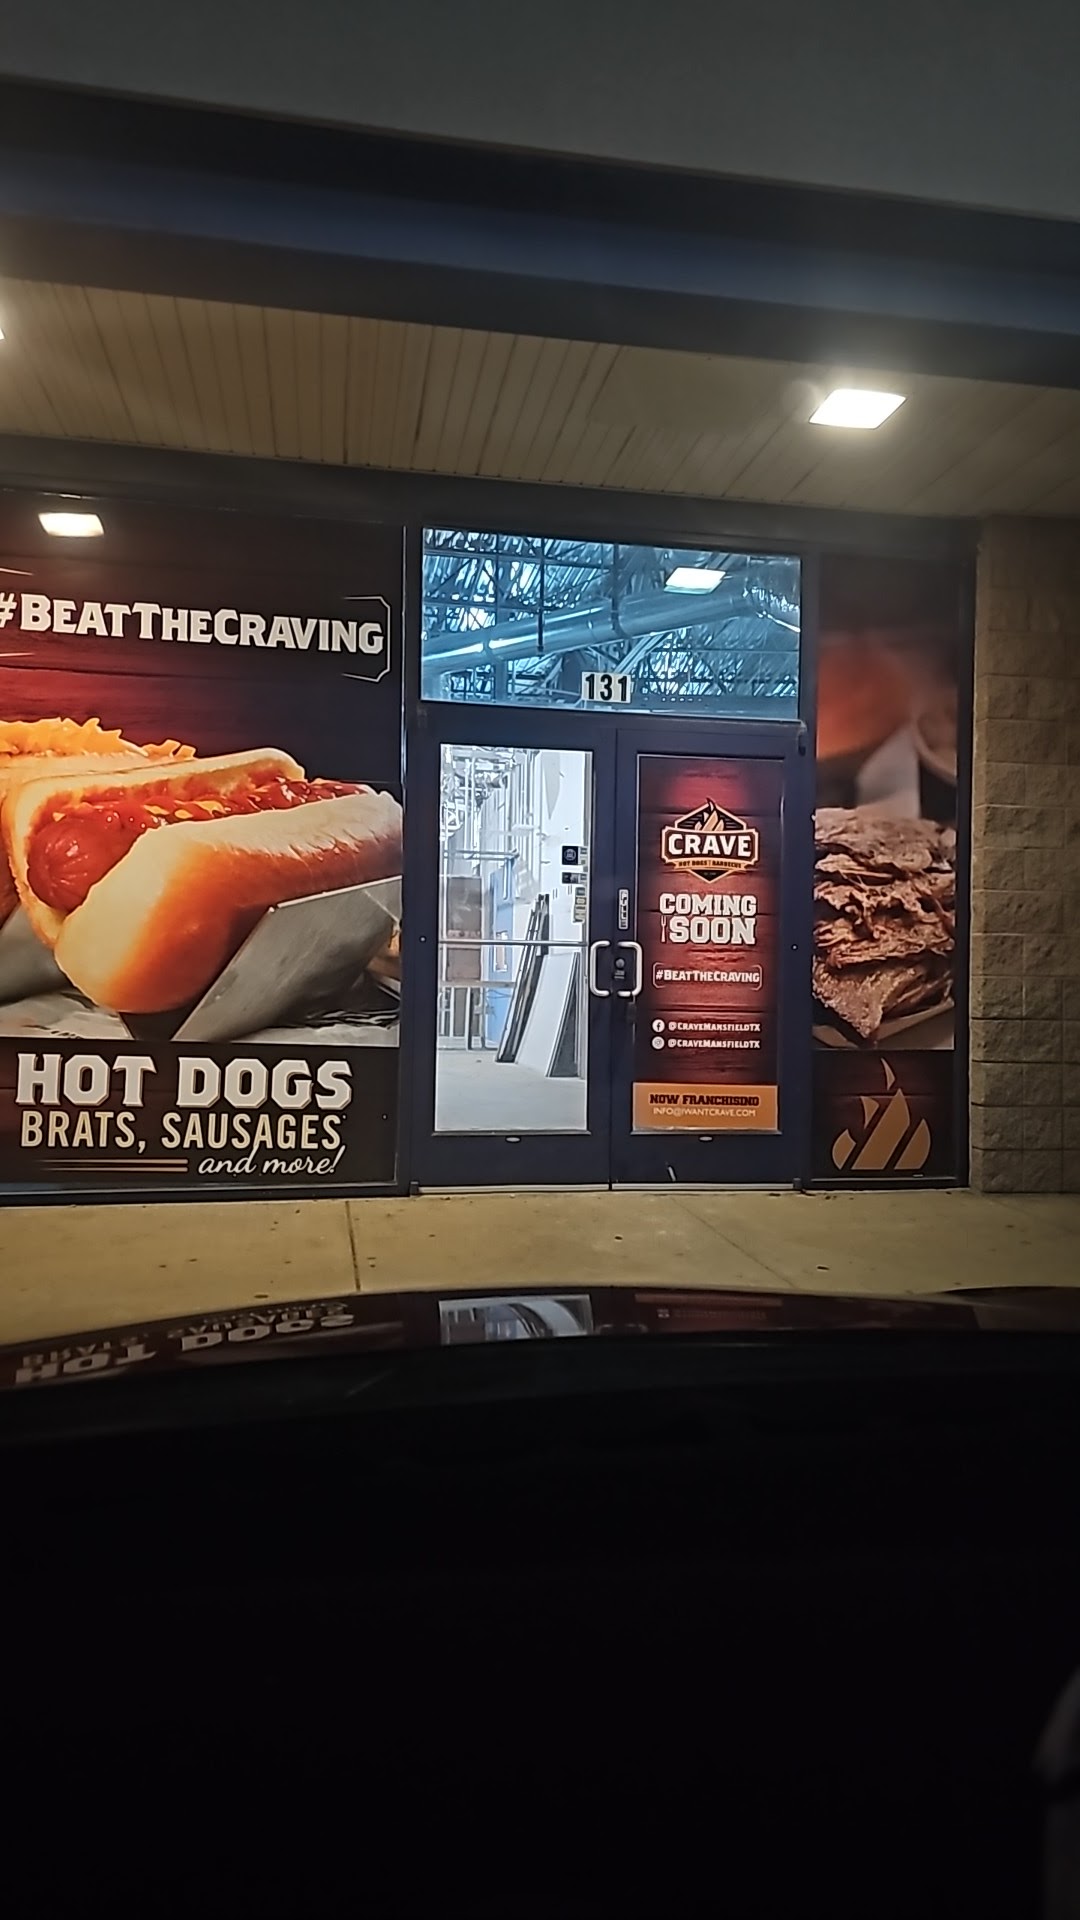 #BEATTHECRAVING
HOT DOGS
BRATS, SAUSAGES
and more!
131
PULL
CRAVE
HOT DOGS BARBECUE
COMING
SOON
#BEATTHECRAVING
@CRAVEMANSFIELDTX
@CRAVEMANSFIELDTX
NOW FRANCHISING
INFO@IWANTCRAVE.COM